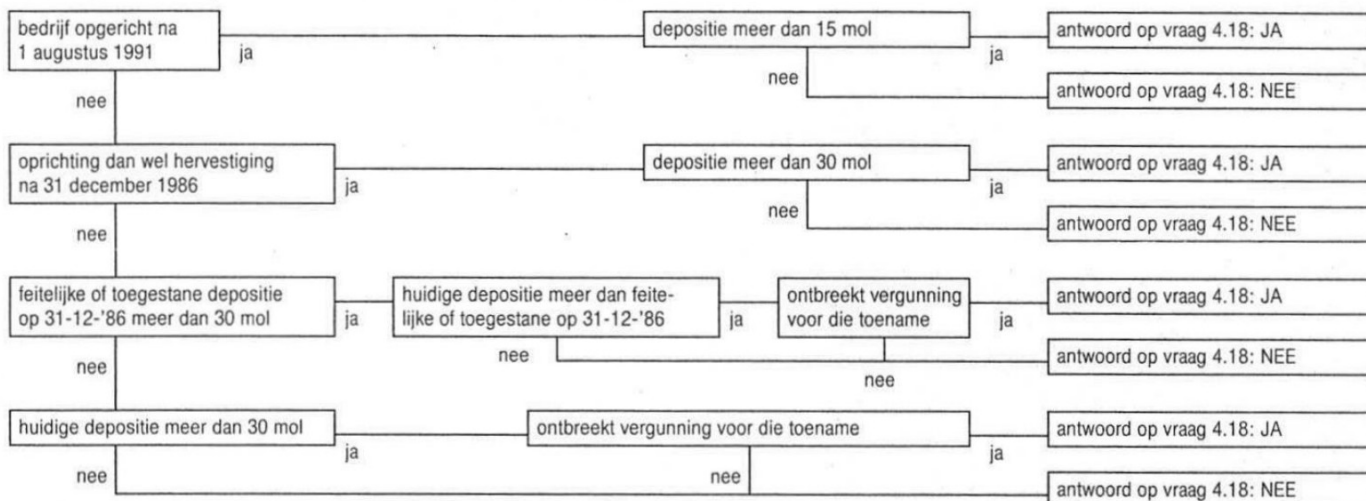 bedrijf opgericht na
1 augustus 1991
ja
depositie meer dan 15 mol
ja
antwoord op vraag 4.18: JA
nee
antwoord op vraag 4.18: NEE
nee
oprichting dan wel hervestiging
na 31 december 1986
ja
depositie meer dan 30 mol
ja
antwoord op vraag 4.18: JA
nee
antwoord op vraag 4.18: NEE
nee
feitelijke of toegestane depositie
op 31-12-'86 meer dan 30 mol
ja
huidige depositie meer dan feite-
lijke of toegestane op 31-12-'86
ja
ontbreekt vergunning
voor die toename
ja
antwoord op vraag 4.18: JA
nee
nee
antwoord op vraag 4.18: NEE
nee
huidige depositie meer dan 30 mol
ja
ontbreekt vergunning voor die toename
ja
antwoord op vraag 4.18: JA
nee
nee
antwoord op vraag 4.18: NEE